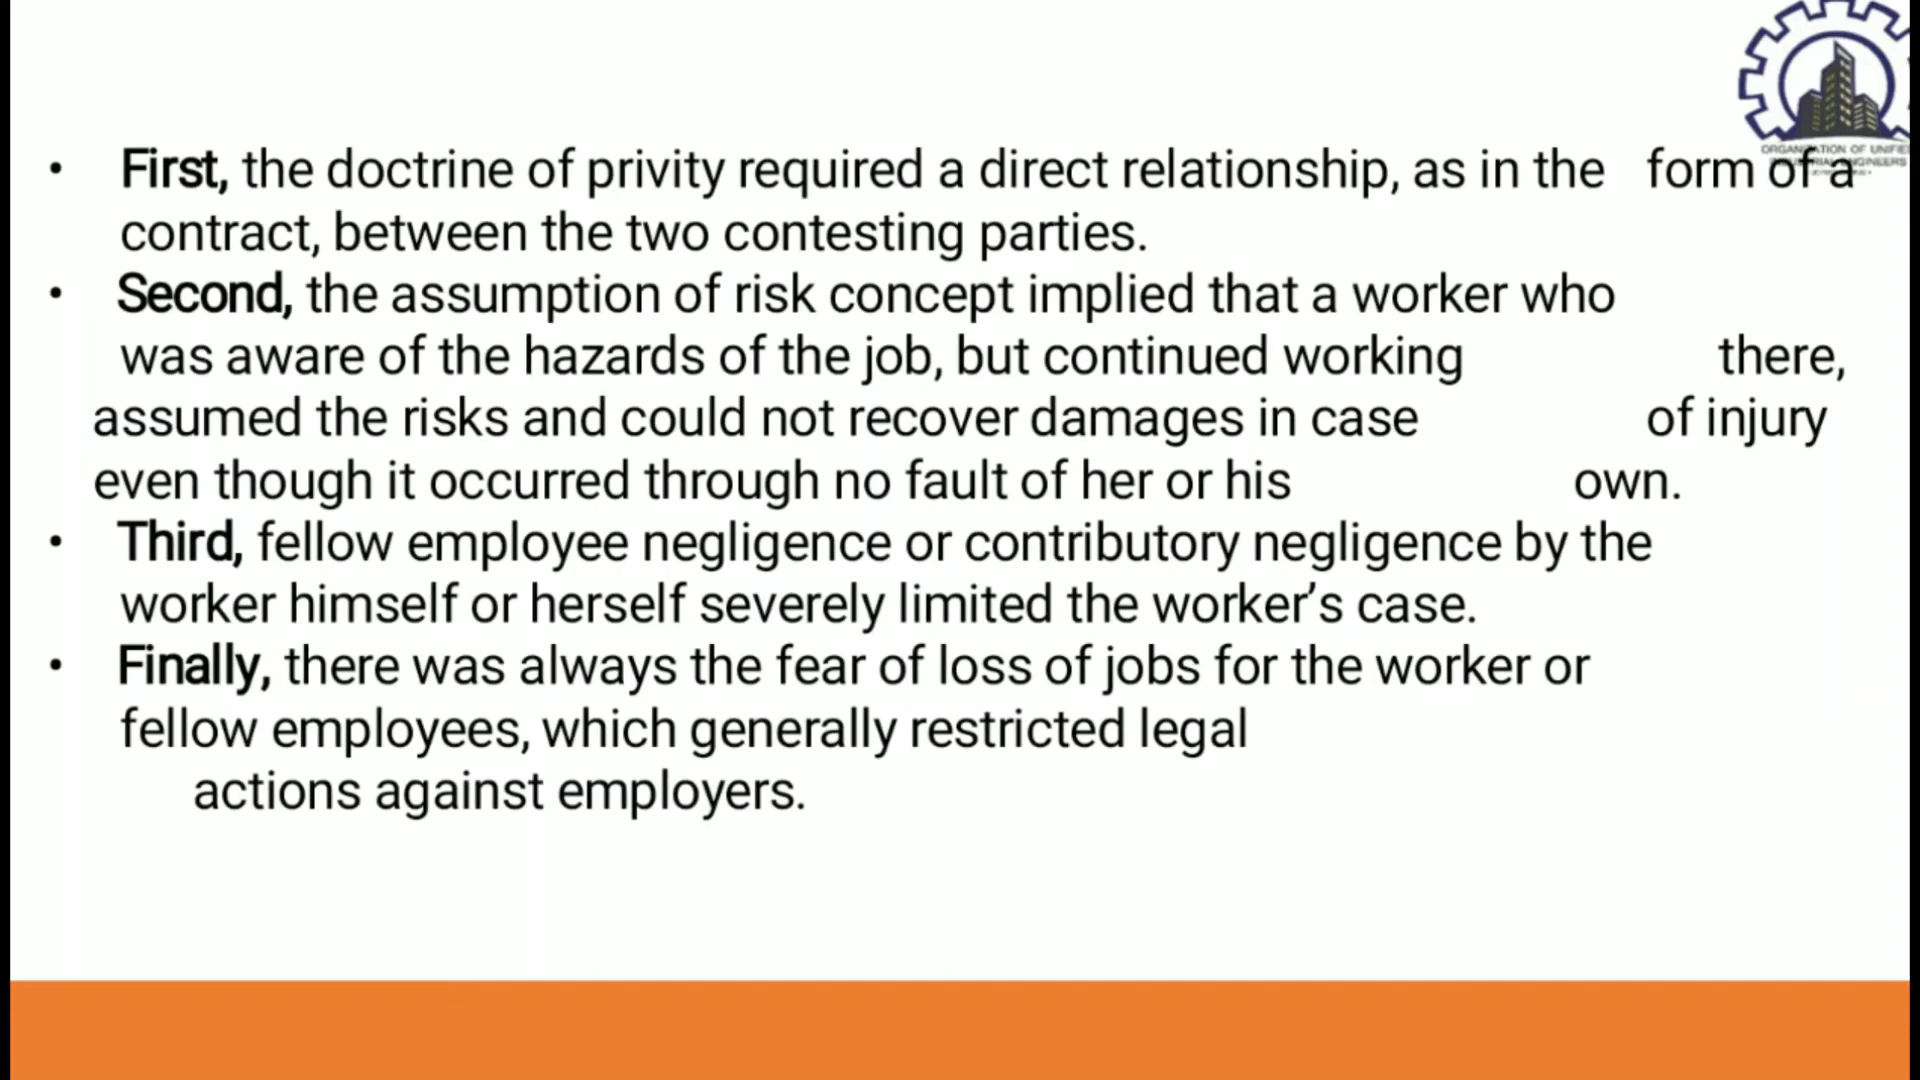 ORGANIZATION OF UNIFIE
INDUSTRIAL ENGINEERS
• First, the doctrine of privity required a direct relationship, as in the form of a
contract, between the two contesting parties.
• Second, the assumption of risk concept implied that a worker who
was aware of the hazards of the job, but continued working there,
assumed the risks and could not recover damages in case of injury
even though it occurred through no fault of her or his own.
• Third, fellow employee negligence or contributory negligence by the
worker himself or herself severely limited the worker’s case.
• Finally, there was always the fear of loss of jobs for the worker or
fellow employees, which generally restricted legal
actions against employers.